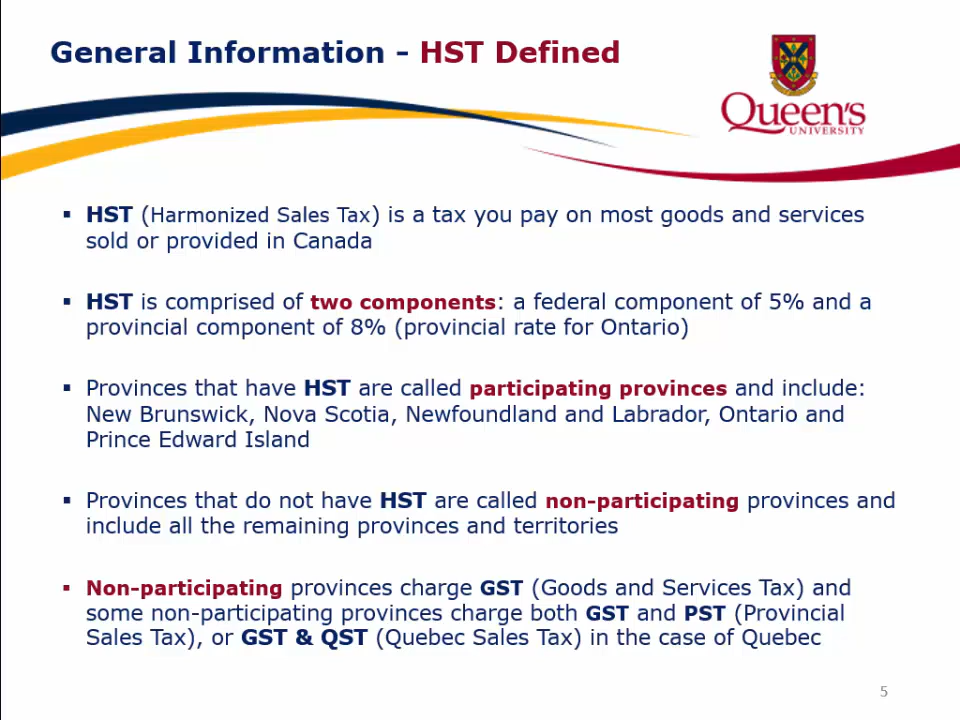 General Information - HST Defined
Queen's
UNIVERSITY
▪ HST (Harmonized Sales Tax) is a tax you pay on most goods and services
sold or provided in Canada
▪ HST is comprised of two components: a federal component of 5% and a
provincial component of 8% (provincial rate for Ontario)
▪ Provinces that have HST are called participating provinces and include:
New Brunswick, Nova Scotia, Newfoundland and Labrador, Ontario and
Prince Edward Island
▪ Provinces that do not have HST are called non-participating provinces and
include all the remaining provinces and territories
▪ Non-participating provinces charge GST (Goods and Services Tax) and
some non-participating provinces charge both GST and PST (Provincial
Sales Tax), or GST & QST (Quebec Sales Tax) in the case of Quebec
5